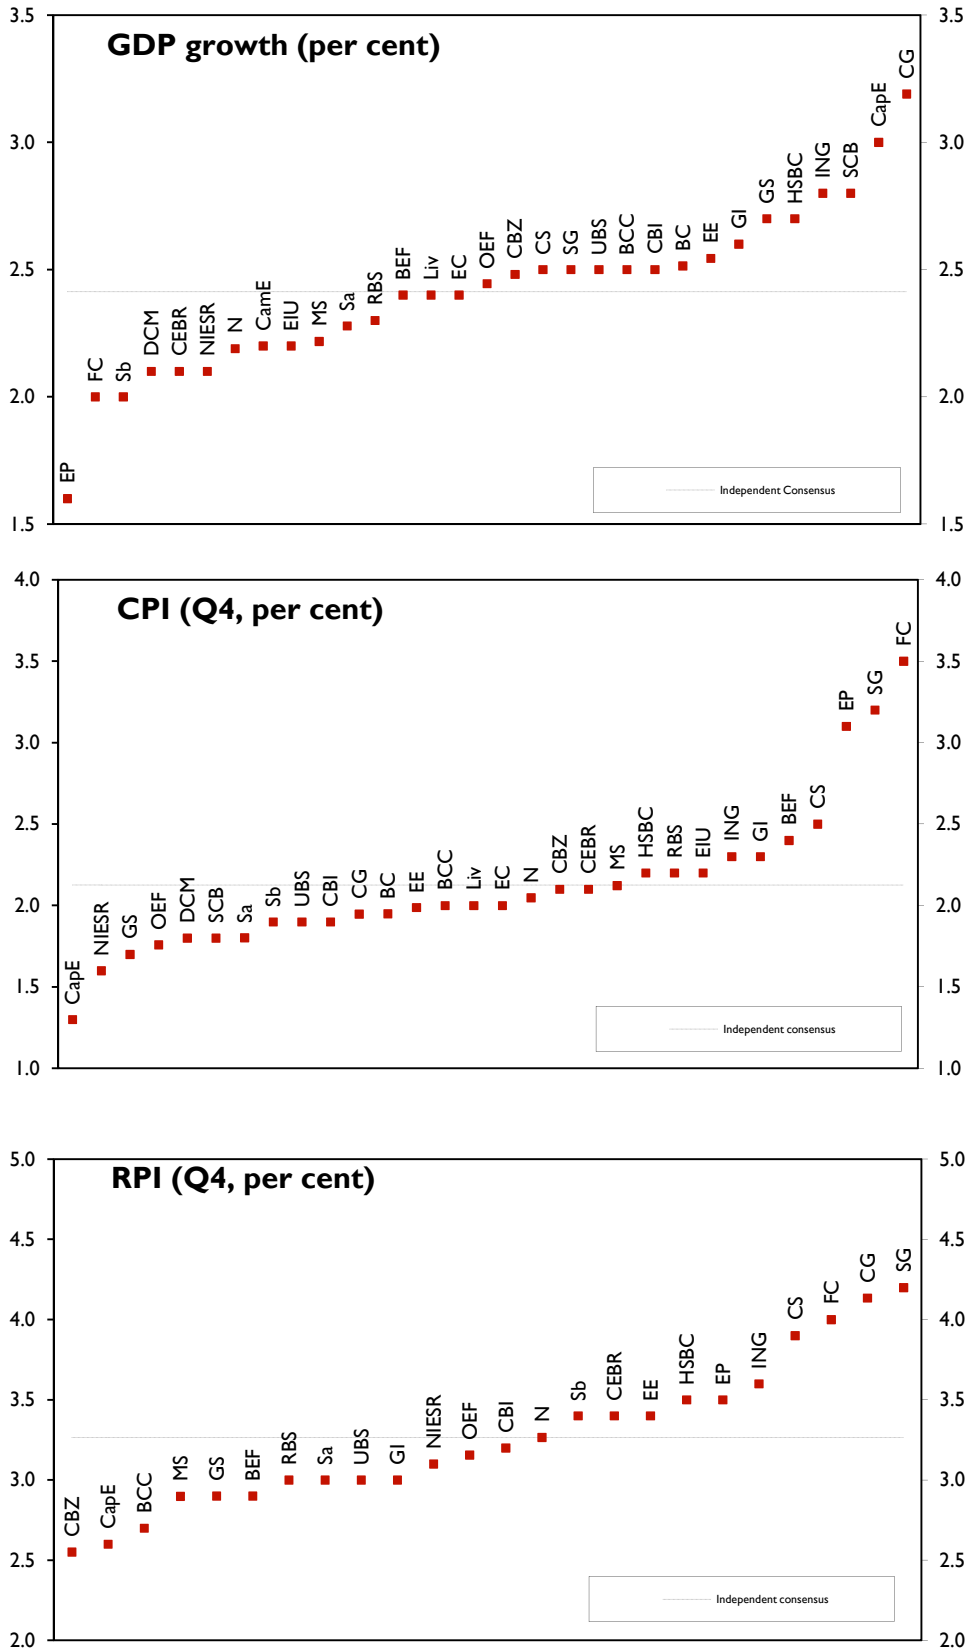 GDP growth (per cent)
3.5 3.5
3.0 3.0
2.5 2.5
2.0 2.0
1.5 1.5
EP FC Sb DCM CEBR NIESR N CamE EIU MS Sa RBS BEF Liv EC OEF CBZ CS SG UBS BCC CBI BC EE GI GS HSBC ING SCB CapE CG
Independent Consensus
CPI (Q4, per cent)
4.0 4.0
3.5 3.5
3.0 3.0
2.5 2.5
2.0 2.0
1.5 1.5
1.0 1.0
CapE NIESR GS OEF DCM SCB Sa Sb UBS CBI CG BC EE BCC Liv EC N CBZ CEBR MS HSBC RBS EIU ING GI BEF CS EP SG FC
Independent consensus
RPI (Q4, per cent)
5.0 5.0
4.5 4.5
4.0 4.0
3.5 3.5
3.0 3.0
2.5 2.5
2.0 2.0
CBZ CapE BCC MS GS BEF RBS Sa UBS GI NIESR OEF CBI N Sb CEBR EE HSBC EP ING CS FC CG SG
Independent consensus